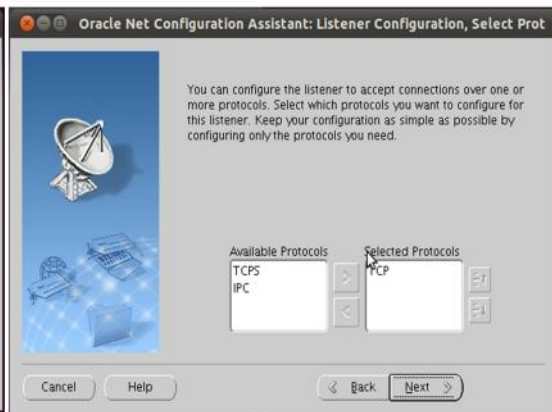 Oracle Net Configuration Assistant: Listener Configuration, Select Prot
You can configure the listener to accept connections over one or
more protocols. Select which protocols you want to configure for
this listener. Keep your configuration as simple as possible by
configuring only the protocols you need.
Available Protocols
TCPS
IPC
>
<
Selected Protocols
TCP
Cancel
Help
Back
Next